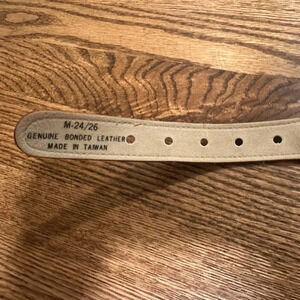 M-24/26
GENUINE BONDED LEATHER
MADE IN TAIWAN